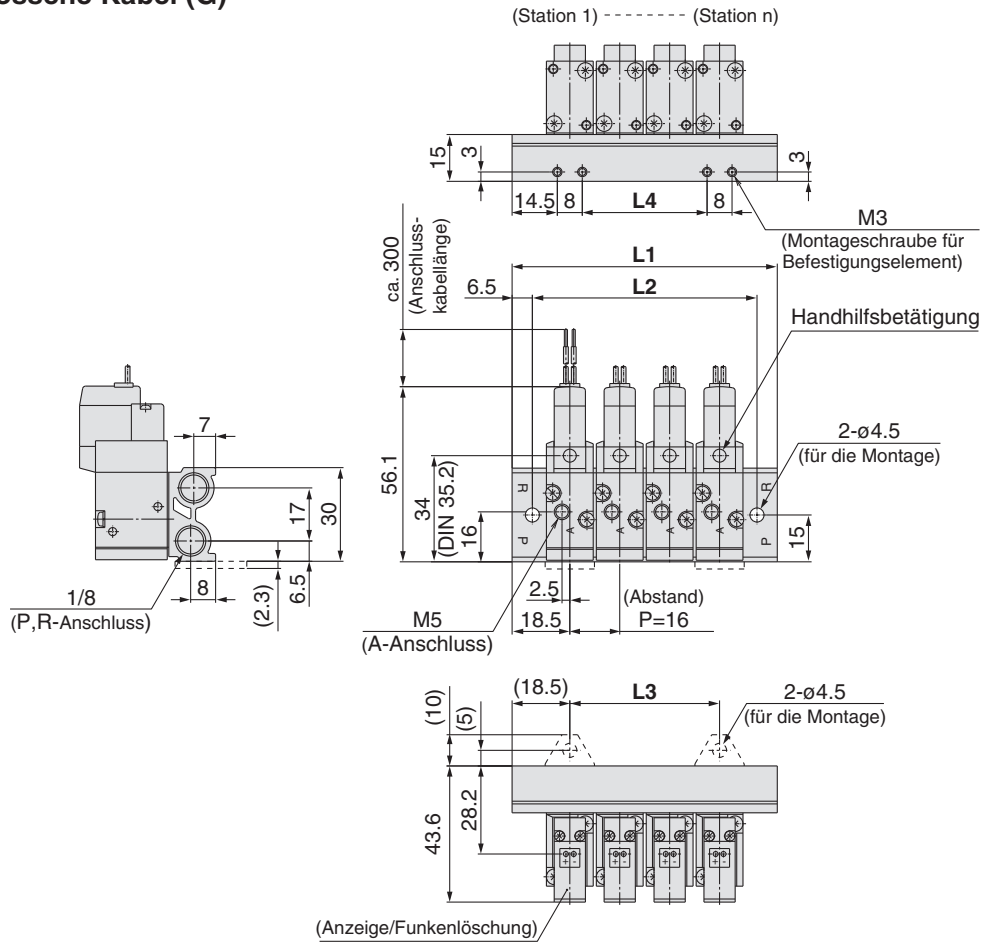 (Station 1) (Station n)
15
3
3
14.5
8
L4
8
M3
(Montageschraube für
Befestigungselement)
ca. 300
(Anschluss-
kabellänge)
L1
6.5
L2
Handhilfsbetätigung
2-ø4.5
(für die Montage)
7
17
30
56.1
34
(DIN 35.2)
16
R
P
A
A
A
A
R
P
15
1/8
(P,R-Anschluss)
8
(2.3)
6.5
2.5
(Abstand)
M5
(A-Anschluss)
18.5
P=16
(18.5)
L3
2-ø4.5
(für die Montage)
(10)
(5)
43.6
28.2
+ -
+ -
+ -
+ -
(Anzeige/Funkenlöschung)